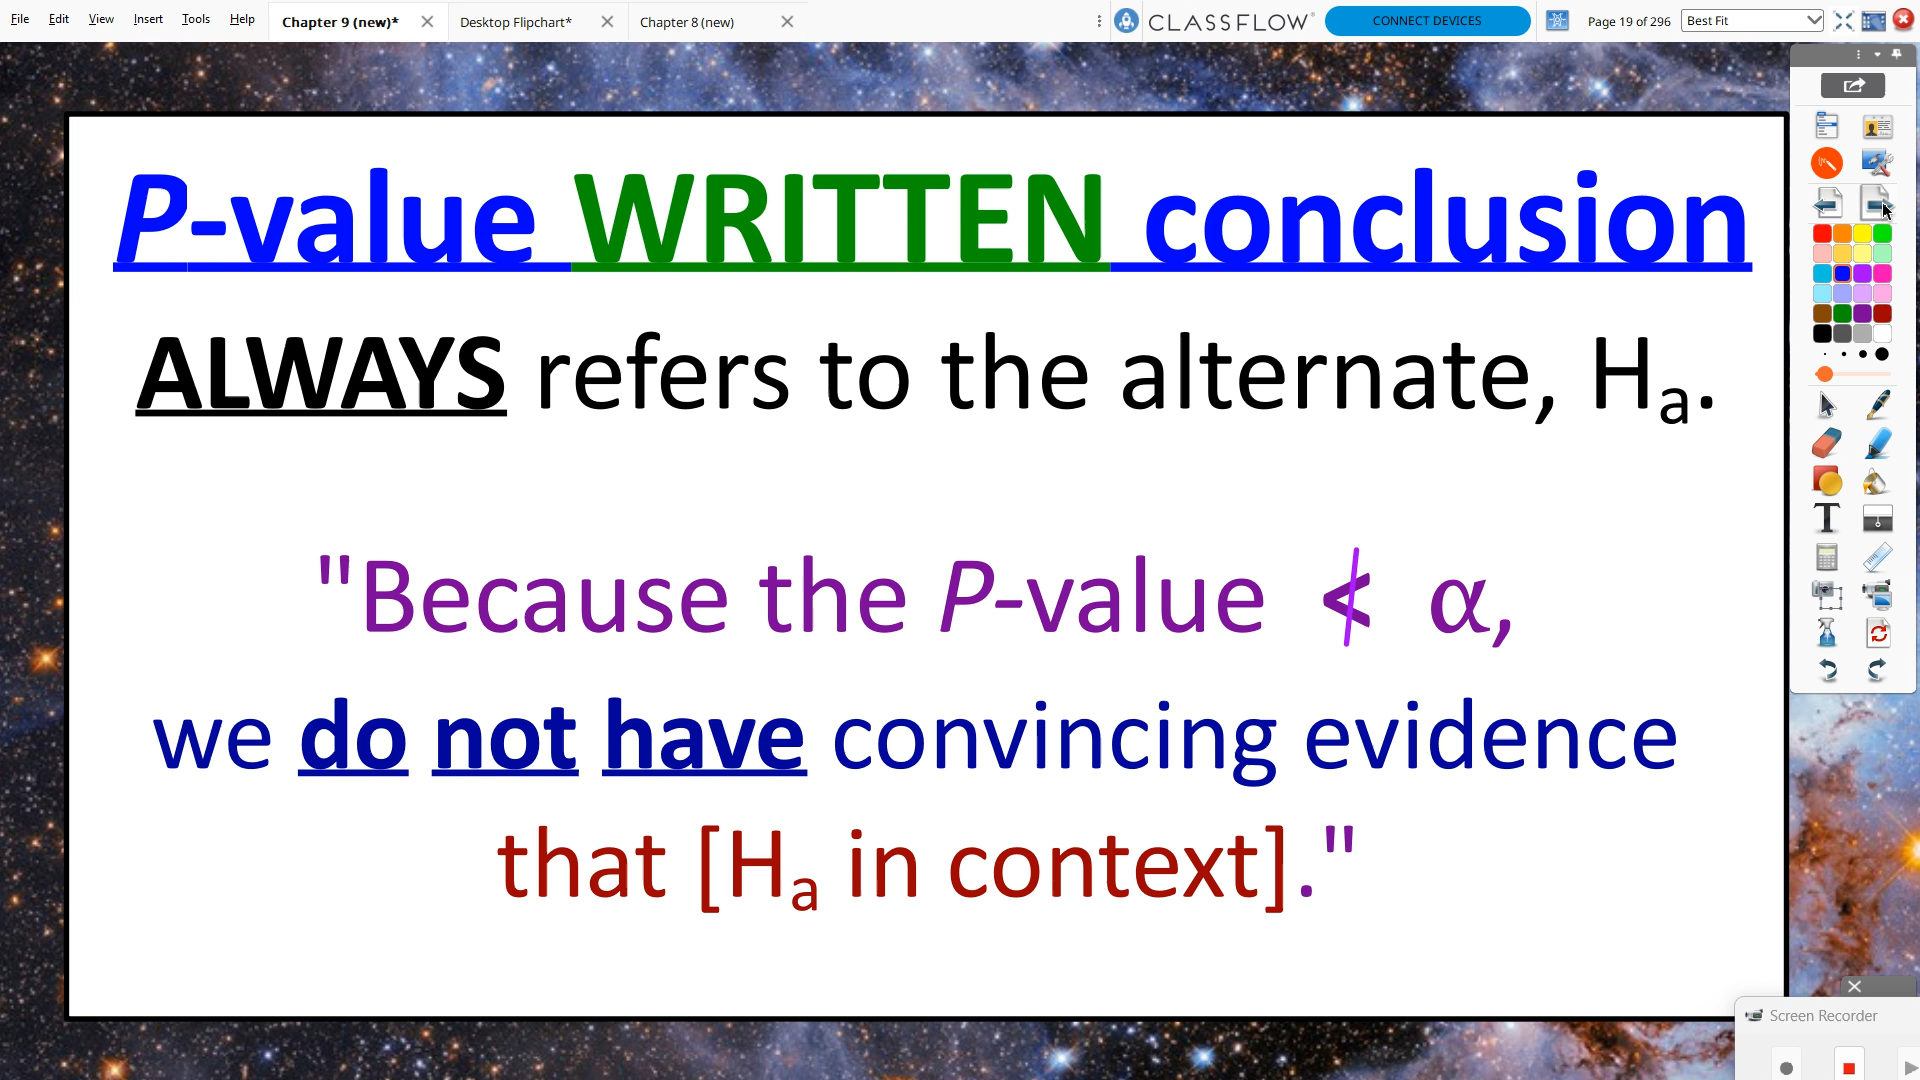 File Edit View Insert Tools Help Chapter 9 (new)* Desktop Flipchart* Chapter 8 (new) CLASSFLOW CONNECT DEVICES Page 19 of 296 Best Fit
P-value WRITTEN conclusion
ALWAYS refers to the alternate, Hₐ.
"Because the P-value ≮ α,
we do not have convincing evidence
that [Hₐ in context]."
Screen Recorder